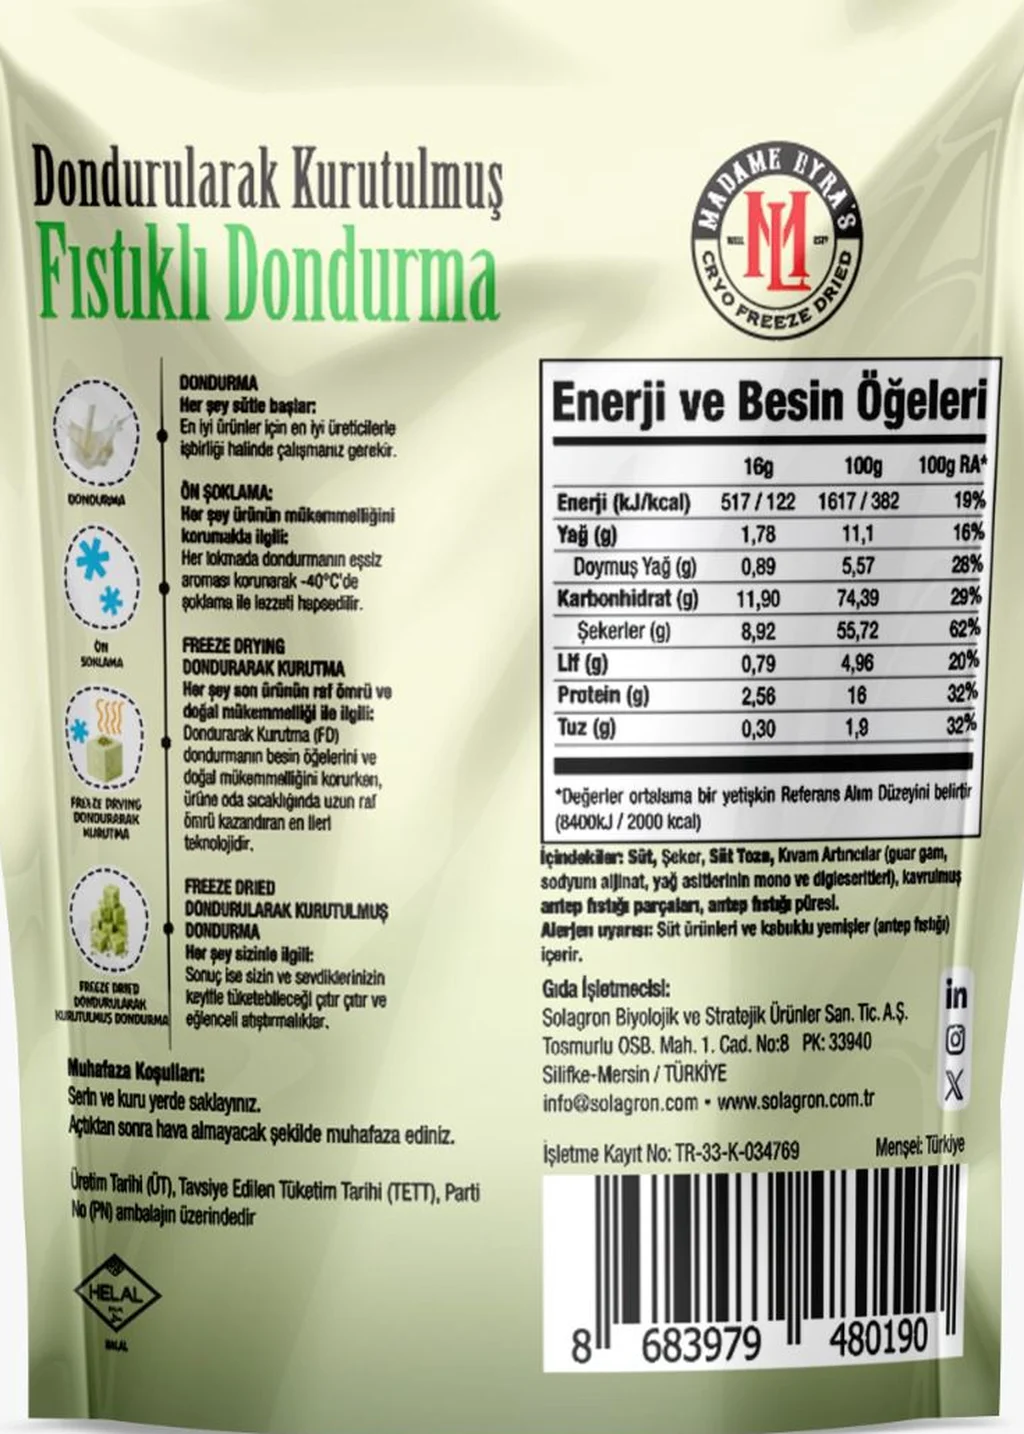 Dondurularak Kurutulmuş
Fıstıklı Dondurma
MADAME EYRA'S
ML
CRYO FREEZE DRIED
DONDURMA
Her şey sütle başlar:
En iyi ürünler için en iyi üreticilerle
işbirliği halinde çalışmanız gerekir.
DONDURMA
ÖN ŞOKLAMA:
Her şey ürünün mükemmelliğini
korumakla ilgili:
Her lokmada dondurmanın eşsiz
aroması korunarak -40°C'de
şoklama ile lezzeti hapsedilir.
ÖN
ŞOKLAMA
FREEZE DRYING
DONDURARAK KURUTMA
Her şey son ürünün raf ömrü ve
doğal mükemmelliği ile ilgili:
Dondurarak Kurutma (FD)
dondurmanın besin öğelerini ve
doğal mükemmelliğini korurken,
ürüne oda sıcaklığında uzun raf
ömrü kazandıran en ileri
teknolojidir.
FREEZE DRYING
DONDURARAK
KURUTMA
FREEZE DRIED
DONDURULARAK KURUTULMUŞ
DONDURMA
Her şey sizinle ilgili:
Sonuç ise sizin ve sevdiklerinizin
keyifle tüketebileceği çıtır çıtır ve
eğlenceli atıştırmalıklar.
FREEZE DRIED
DONDURULARAK
KURUTULMUŞ DONDURMA
Muhafaza Koşulları:
Serin ve kuru yerde saklayınız.
Açtıktan sonra hava almayacak şekilde muhafaza ediniz.
Üretim Tarihi (ÜT), Tavsiye Edilen Tüketim Tarihi (TETT), Parti
No (PN) ambalajın üzerindedir
HELAL
HALAL
Enerji ve Besin Öğeleri
16g 100g 100g RA*
Enerji (kJ/kcal) 517 / 122 1617 / 382 19%
Yağ (g) 1,78 11,1 16%
Doymuş Yağ (g) 0,89 5,57 28%
Karbonhidrat (g) 11,90 74,39 29%
Şekerler (g) 8,92 55,72 62%
Lif (g) 0,79 4,96 20%
Protein (g) 2,56 16 32%
Tuz (g) 0,30 1,9 32%
*Değerler ortalama bir yetişkin Referans Alım Düzeyini belirtir
(8400kJ / 2000 kcal)
İçindekiler: Süt, Şeker, Süt Tozu, Kıvam Artırıcılar (guar gam,
sodyum aljinat, yağ asitlerinin mono ve digleseritleri), kavrulmuş
antep fıstığı parçaları, antep fıstığı püresi.
Alerjen uyarısı: Süt ürünleri ve kabuklu yemişler (antep fıstığı)
içerir.
Gıda İşletmecisi:
Solagron Biyolojik ve Stratejik Ürünler San. Tic. A.Ş.
Tosmurlu OSB. Mah. 1. Cad. No:8 PK: 33940
Silifke-Mersin / TÜRKİYE
info@solagron.com • www.solagron.com.tr
in
X
İşletme Kayıt No: TR-33-K-034769 Menşei: Türkiye
8 683979 480190